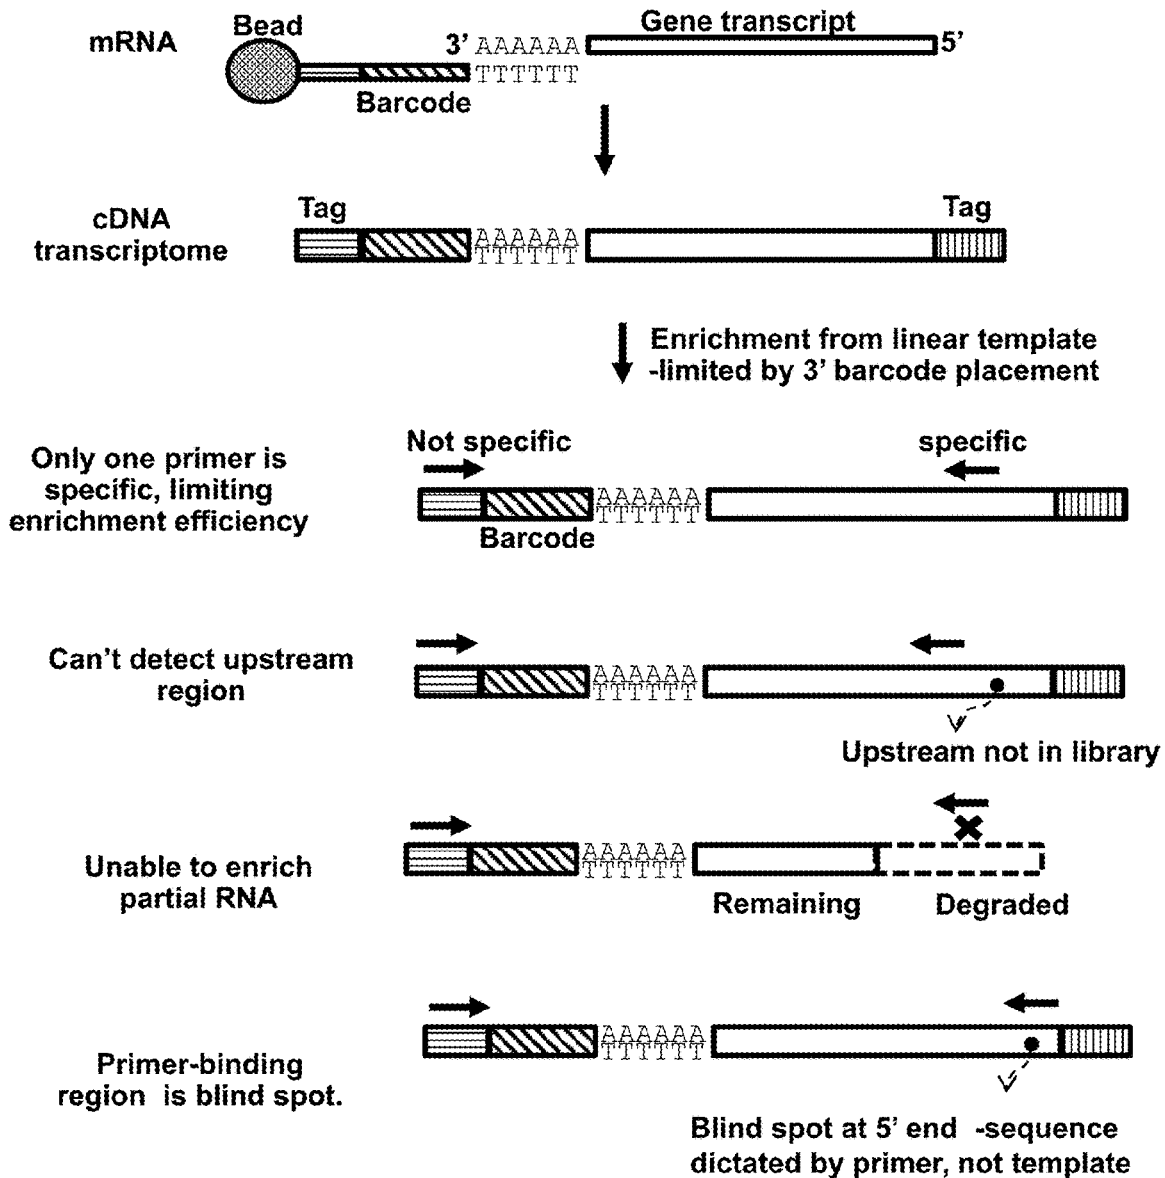 mRNA
Bead
Gene transcript
3’ AAAAAA 5’
TTTTTT
Barcode
cDNA
transcriptome
Tag
Tag
AAAAAA
TTTTTT
Enrichment from linear template
-limited by 3’ barcode placement
Only one primer is
specific, limiting
enrichment efficiency
Not specific
specific
AAAAAA
TTTTTT
Barcode
Can’t detect upstream
region
AAAAAA
TTTTTT
Upstream not in library
Unable to enrich
partial RNA
AAAAAA
TTTTTT
Remaining
Degraded
Primer-binding
region is blind spot.
AAAAAA
TTTTTT
Blind spot at 5’ end -sequence
dictated by primer, not template